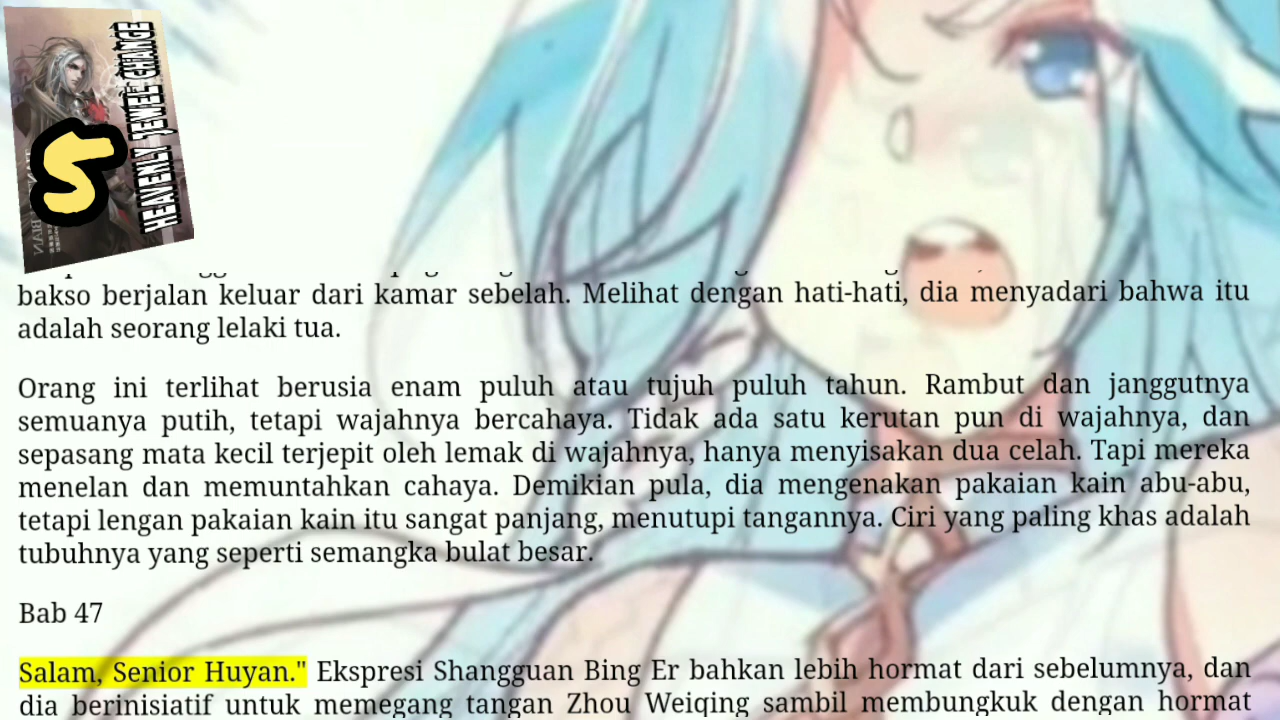 HEAVENLY JEWEL CHANGE
5
bakso berjalan keluar dari kamar sebelah. Melihat dengan hati-hati, dia menyadari bahwa itu
adalah seorang lelaki tua.
Orang ini terlihat berusia enam puluh atau tujuh puluh tahun. Rambut dan janggutnya
semuanya putih, tetapi wajahnya bercahaya. Tidak ada satu kerutan pun di wajahnya, dan
sepasang mata kecil terjepit oleh lemak di wajahnya, hanya menyisakan dua celah. Tapi mereka
menelan dan memuntahkan cahaya. Demikian pula, dia mengenakan pakaian kain abu-abu,
tetapi lengan pakaian kain itu sangat panjang, menutupi tangannya. Ciri yang paling khas adalah
tubuhnya yang seperti semangka bulat besar.
Bab 47
Salam, Senior Huyan." Ekspresi Shangguan Bing Er bahkan lebih hormat dari sebelumnya, dan
dia berinisiatif untuk memegang tangan Zhou Weiqing sambil membungkuk dengan hormat